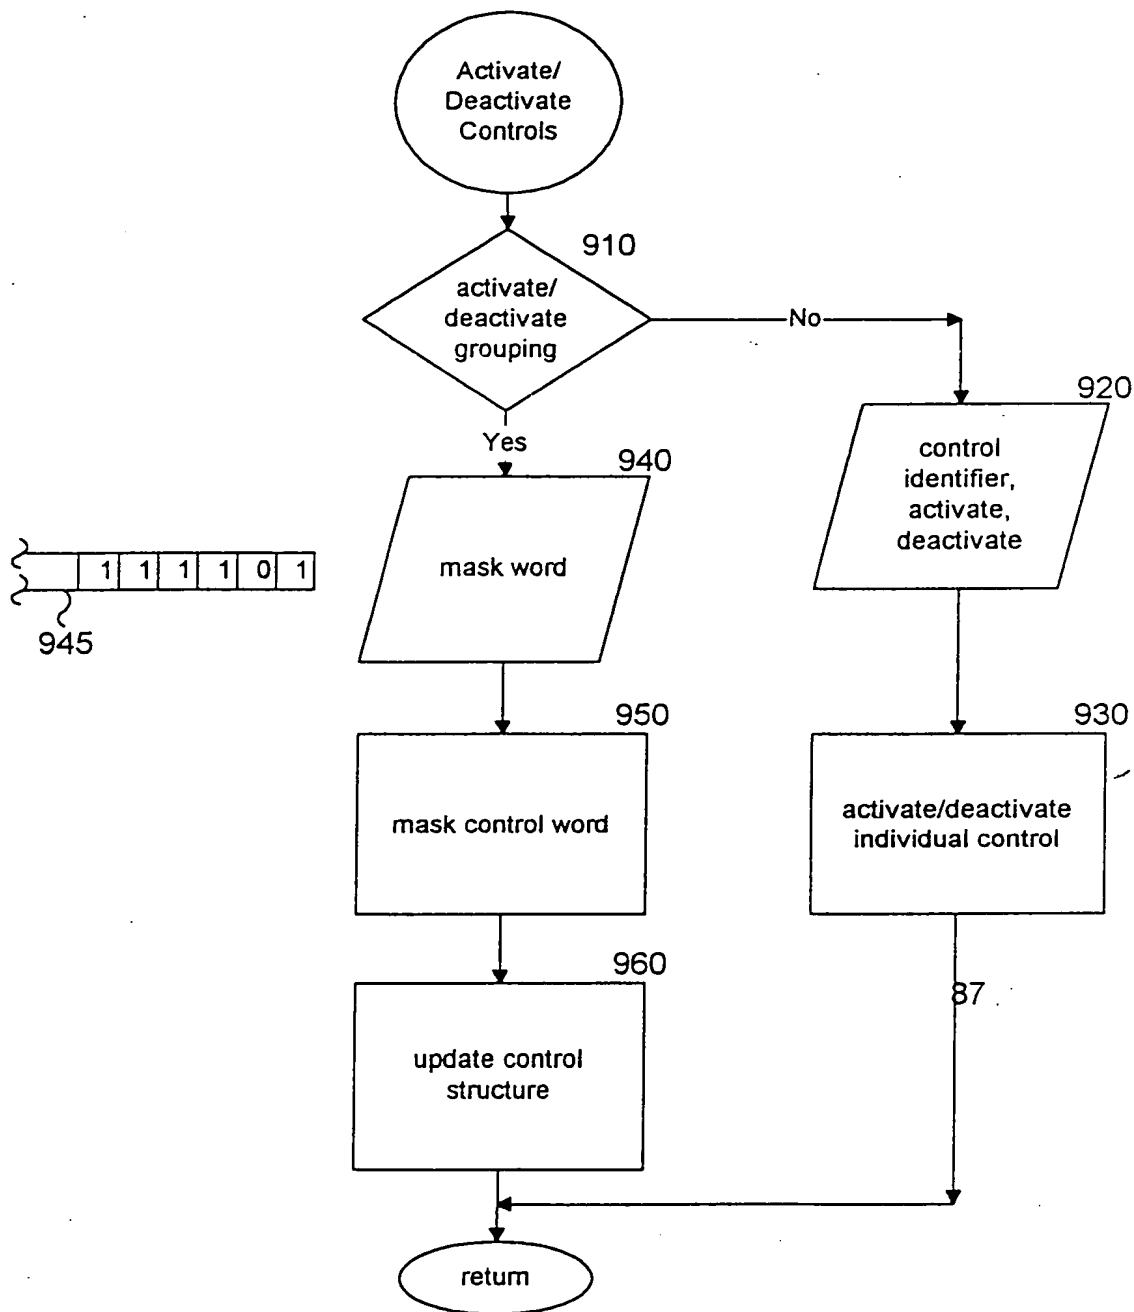 Activate/
Deactivate
Controls
910
activate/
deactivate
grouping
No
920
control
identifier,
activate,
deactivate
Yes
940
mask word
1 1 1 1 0 1
945
950
mask control word
930
activate/deactivate
individual control
960
update control
structure
87
return